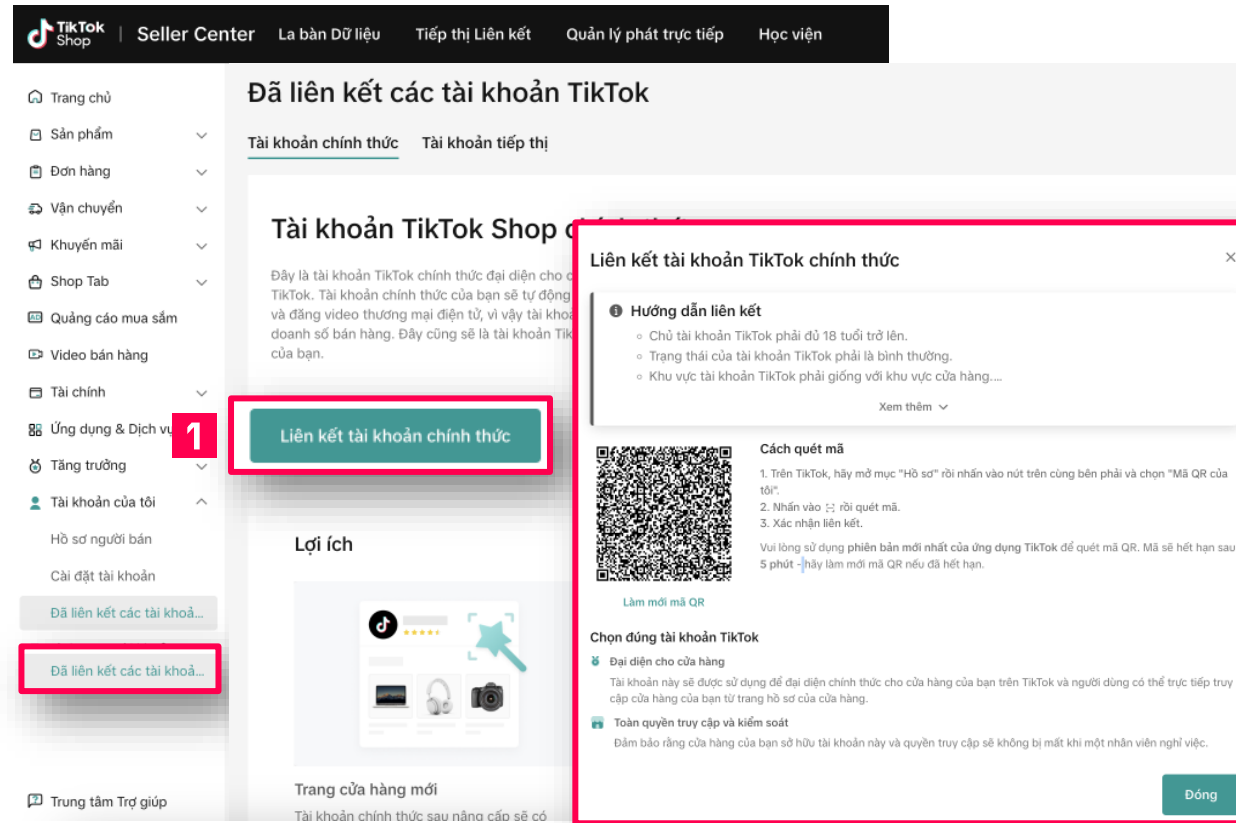 TikTok
Shop
Seller Center
La bàn Dữ liệu
Tiếp thị Liên kết
Quản lý phát trực tiếp
Học viện
Trang chủ
Sản phẩm
Đơn hàng
Vận chuyển
Khuyến mãi
Shop Tab
Quảng cáo mua sắm
Video bán hàng
Tài chính
Ứng dụng & Dịch vụ
Tăng trưởng
Tài khoản của tôi
Hồ sơ người bán
Cài đặt tài khoản
Đã liên kết các tài khoả...
Đã liên kết các tài khoả...
Trung tâm Trợ giúp
Đã liên kết các tài khoản TikTok
Tài khoản chính thức
Tài khoản tiếp thị
Tài khoản TikTok Shop
Đây là tài khoản TikTok chính thức đại diện cho
TikTok. Tài khoản chính thức của bạn sẽ tự động
và đăng video thương mại điện tử, vì vậy tài
doanh số bán hàng. Đây cũng sẽ là tài khoản
của bạn.
1
Liên kết tài khoản chính thức
Lợi ích
Trang cửa hàng mới
Tài khoản chính thức sau nâng cấp sẽ có
Liên kết tài khoản TikTok chính thức
Hướng dẫn liên kết
Chủ tài khoản TikTok phải đủ 18 tuổi trở lên.
Trạng thái của tài khoản TikTok phải là bình thường.
Khu vực tài khoản TikTok phải giống với khu vực cửa hàng....
Xem thêm
Làm mới mã QR
Cách quét mã
1. Trên TikTok, hãy mở mục "Hồ sơ" rồi nhấn vào nút trên cùng bên phải và chọn "Mã QR của
tôi".
2. Nhấn vào rồi quét mã.
3. Xác nhận liên kết.
Vui lòng sử dụng phiên bản mới nhất của ứng dụng TikTok để quét mã QR. Mã sẽ hết hạn sau
5 phút - hãy làm mới mã QR nếu đã hết hạn.
Chọn đúng tài khoản TikTok
Đại diện cho cửa hàng
Tài khoản này sẽ được sử dụng để đại diện chính thức cho cửa hàng của bạn trên TikTok và người dùng có thể trực tiếp truy
cập cửa hàng của bạn từ trang hồ sơ của cửa hàng.
Toàn quyền truy cập và kiểm soát
Đảm bảo rằng cửa hàng của bạn sở hữu tài khoản này và quyền truy cập sẽ không bị mất khi một nhân viên nghỉ việc.
Đóng